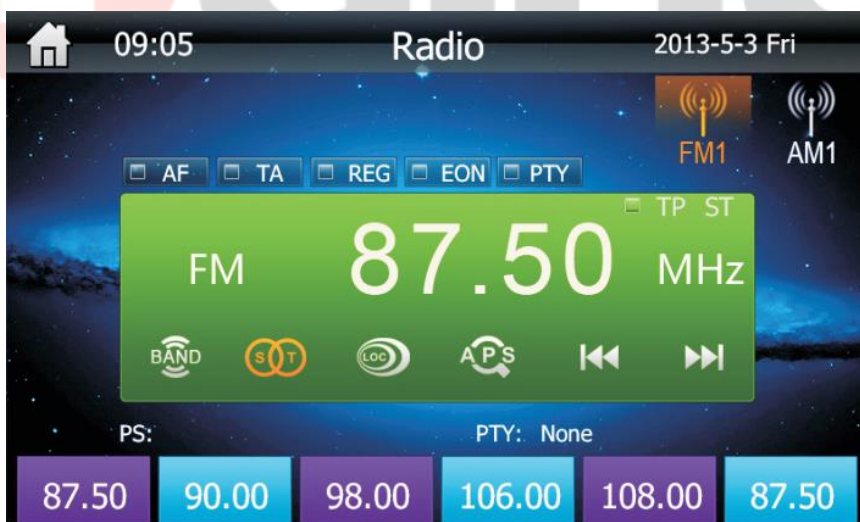 09:05 Radio 2013-5-3 Fri
FM1 AM1
AF TA REG EON PTY
TP ST
FM 87.50 MHz
BAND ST LOC APS
PS: PTY: None
87.50 90.00 98.00 106.00 108.00 87.50